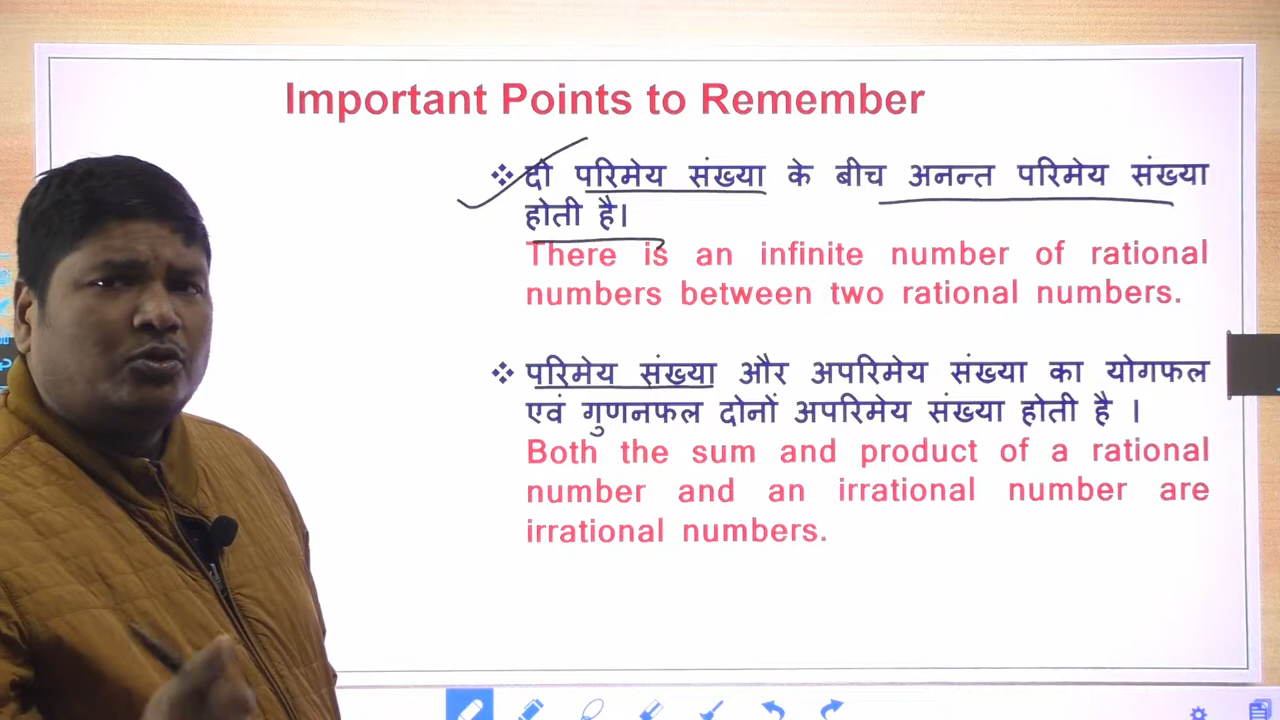 Important Points to Remember
❖ दो परिमेय संख्या के बीच अनन्त परिमेय संख्या
होती है।
There is an infinite number of rational
numbers between two rational numbers.
❖ परिमेय संख्या और अपरिमेय संख्या का योगफल
एवं गुणनफल दोनों अपरिमेय संख्या होती है ।
Both the sum and product of a rational
number and an irrational number are
irrational numbers.